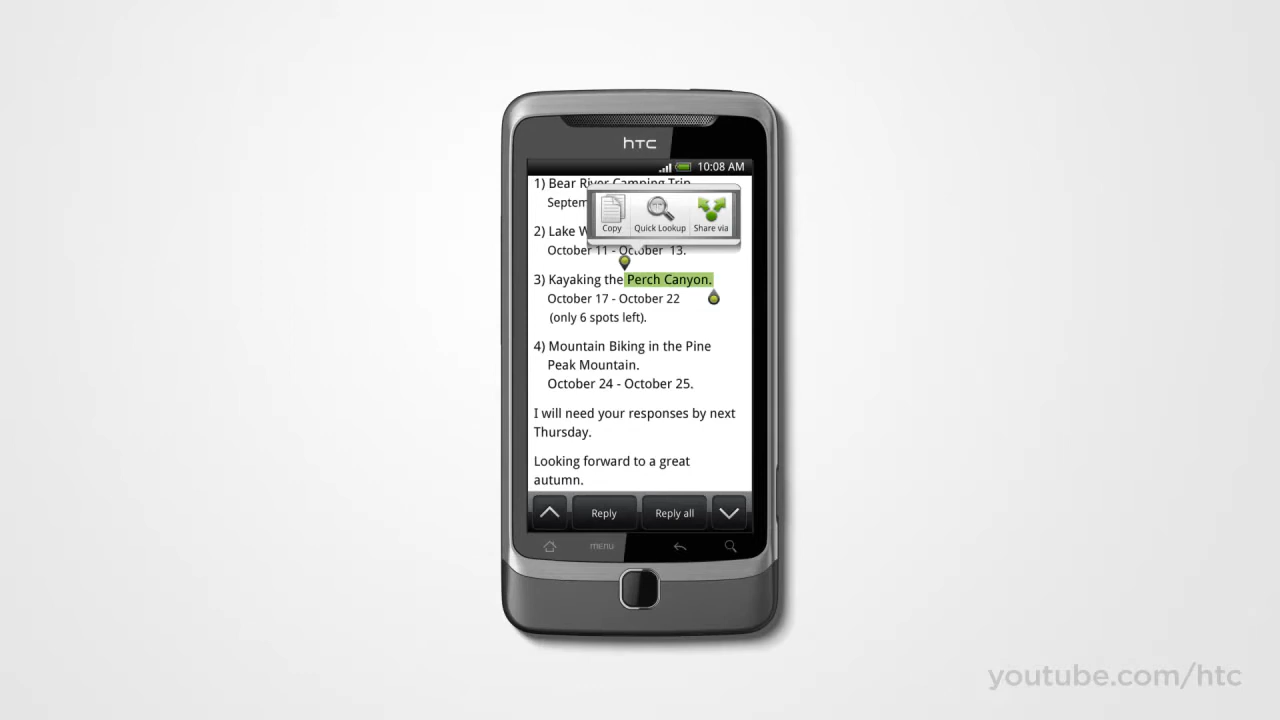 htc
10:08 AM
1) Bear River Camping Trip
Septem
Copy Quick Lookup Share via
2) Lake W
October 11 - October 13.
3) Kayaking the Perch Canyon.
October 17 - October 22
(only 6 spots left).
4) Mountain Biking in the Pine
Peak Mountain.
October 24 - October 25.
I will need your responses by next
Thursday.
Looking forward to a great
autumn.
Reply Reply all
menu
youtube.com/htc